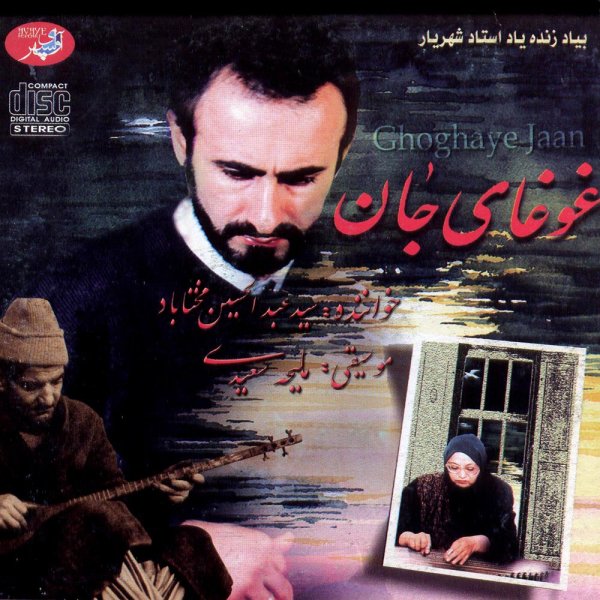 بیاد زنده یاد استاد شهریار
COMPACT
disc
DIGITAL AUDIO
STEREO
Ghoghaye Jaan
غوغای جان
خواننده: سید عبدالحسین مختاباد
موسیقی: ملیحه سعیدی